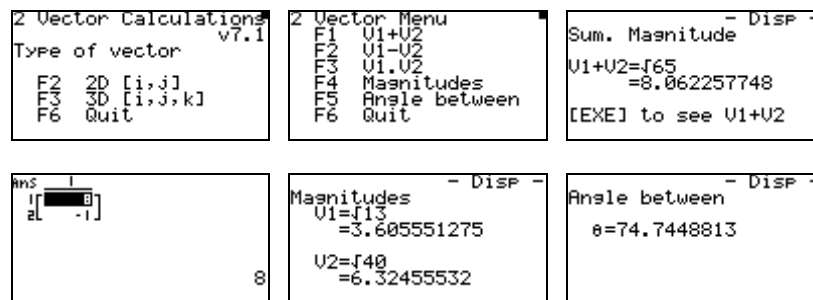 2 Vector Calculations
v7.1
Type of vector
F2 2D [i,j]
F3 3D [i,j,k]
F6 Quit
2 Vector Menu
F1 V1+V2
F2 V1-V2
F3 V1.V2
F4 Magnitudes
F5 Angle between
F6 Quit
- Disp -
Sum. Magnitude
V1+V2=√65
=8.062257748
[EXE] to see V1+V2
Ans 1
1[ 8]
2[ -1]
8
- Disp -
Magnitudes
V1=√13
=3.605551275
V2=√40
=6.32455532
- Disp -
Angle between
θ=74.7448813